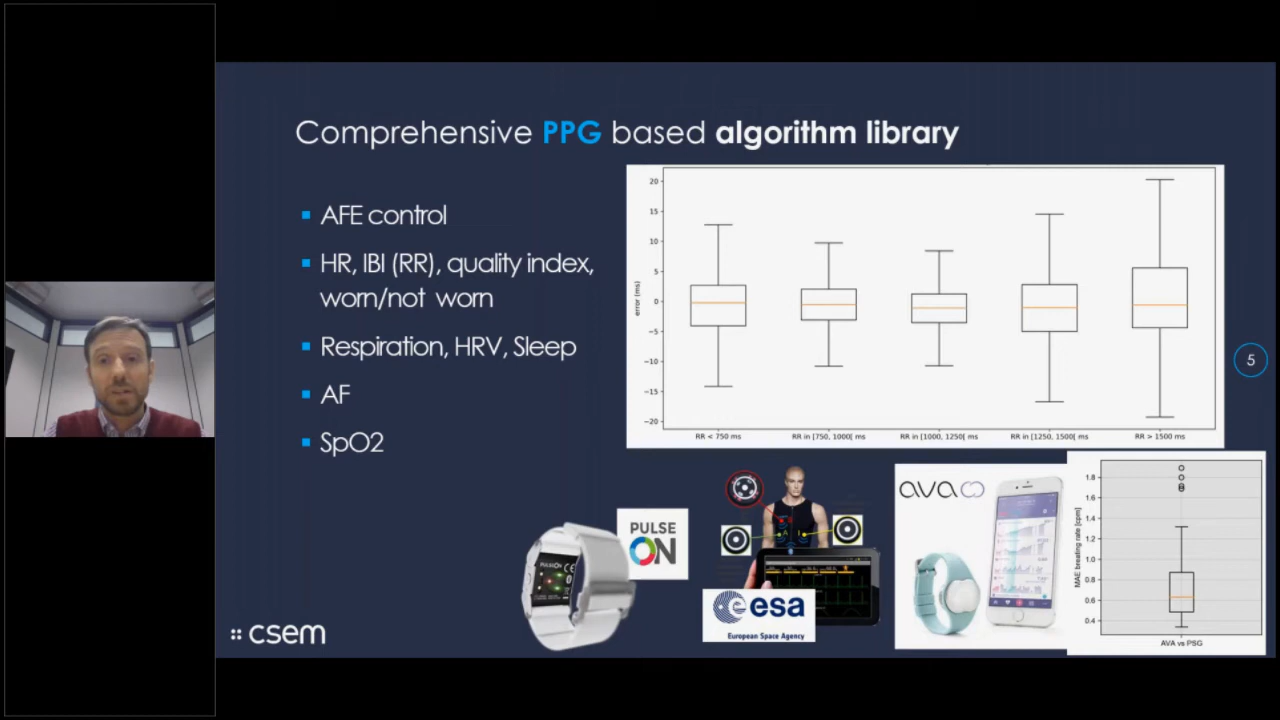 Comprehensive PPG based algorithm library
AFE control
HR, IBI (RR), quality index,
worn/not worn
Respiration, HRV, Sleep
AF
SpO2
error (ms)
20
15
10
5
0
−5
−10
−15
−20
RR < 750 ms
RR in [750, 1000[ ms
RR in [1000, 1250[ ms
RR in [1250, 1500[ ms
RR > 1500 ms
5
PULSE
ON
PULSEON
esa
European Space Agency
ava
MAE beating rate [cpm]
1.8
1.6
1.4
1.2
1.0
0.8
0.6
0.4
AVA vs PSG
csem